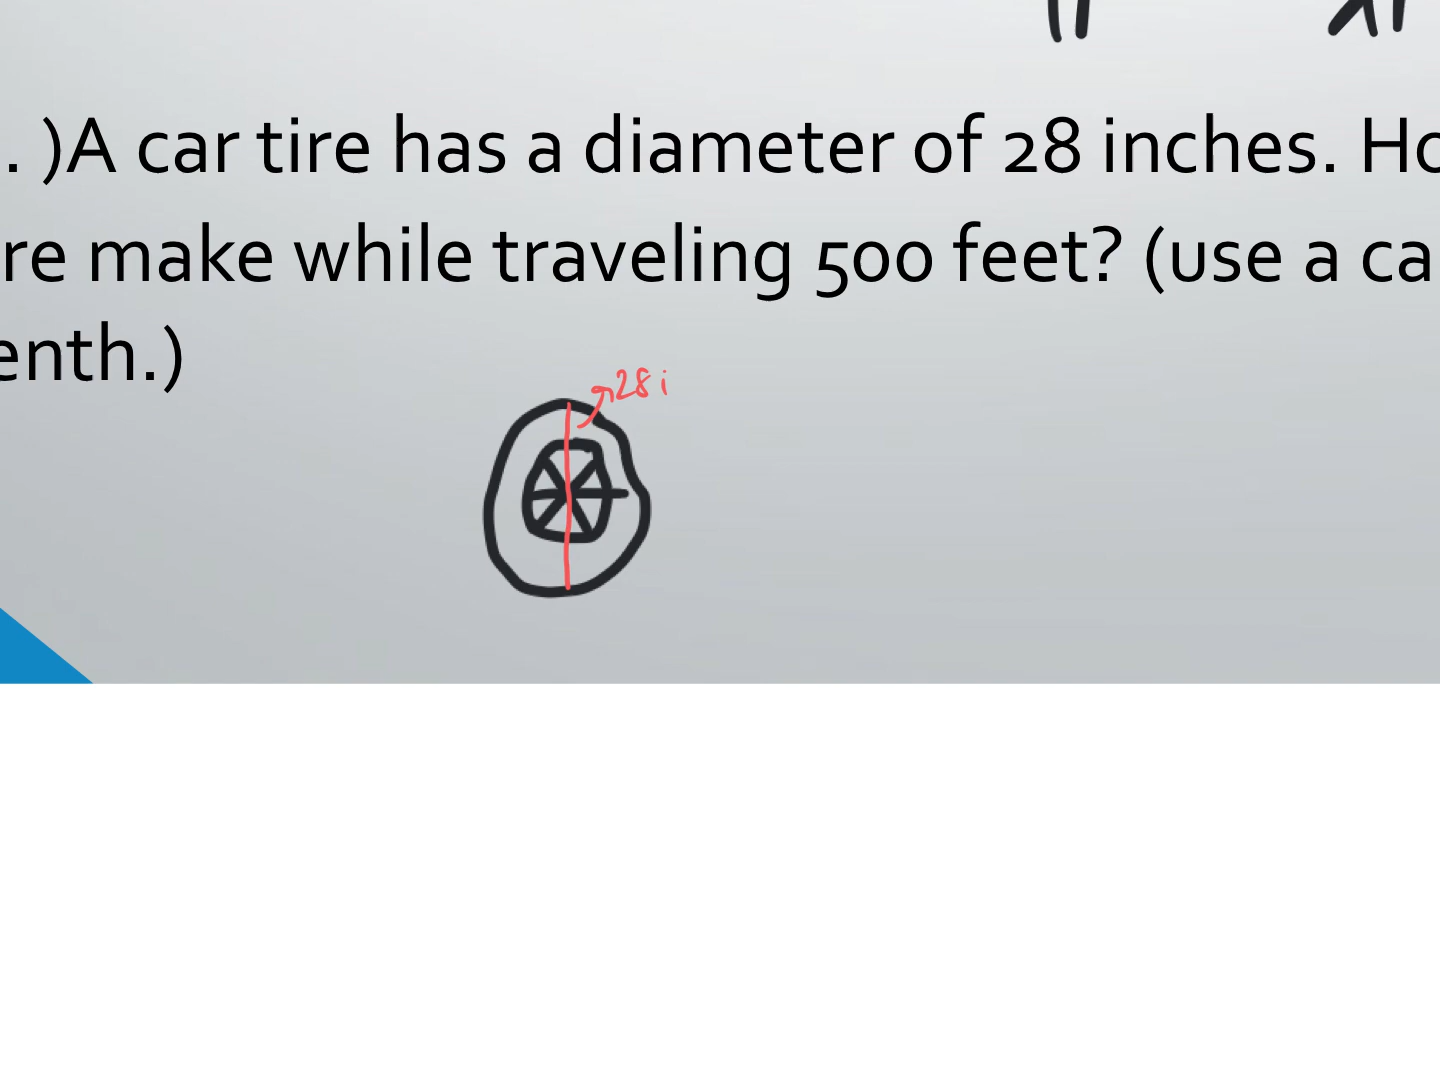 . )A car tire has a diameter of 28 inches. Ho
re make while traveling 500 feet? (use a ca
enth.)
28 i